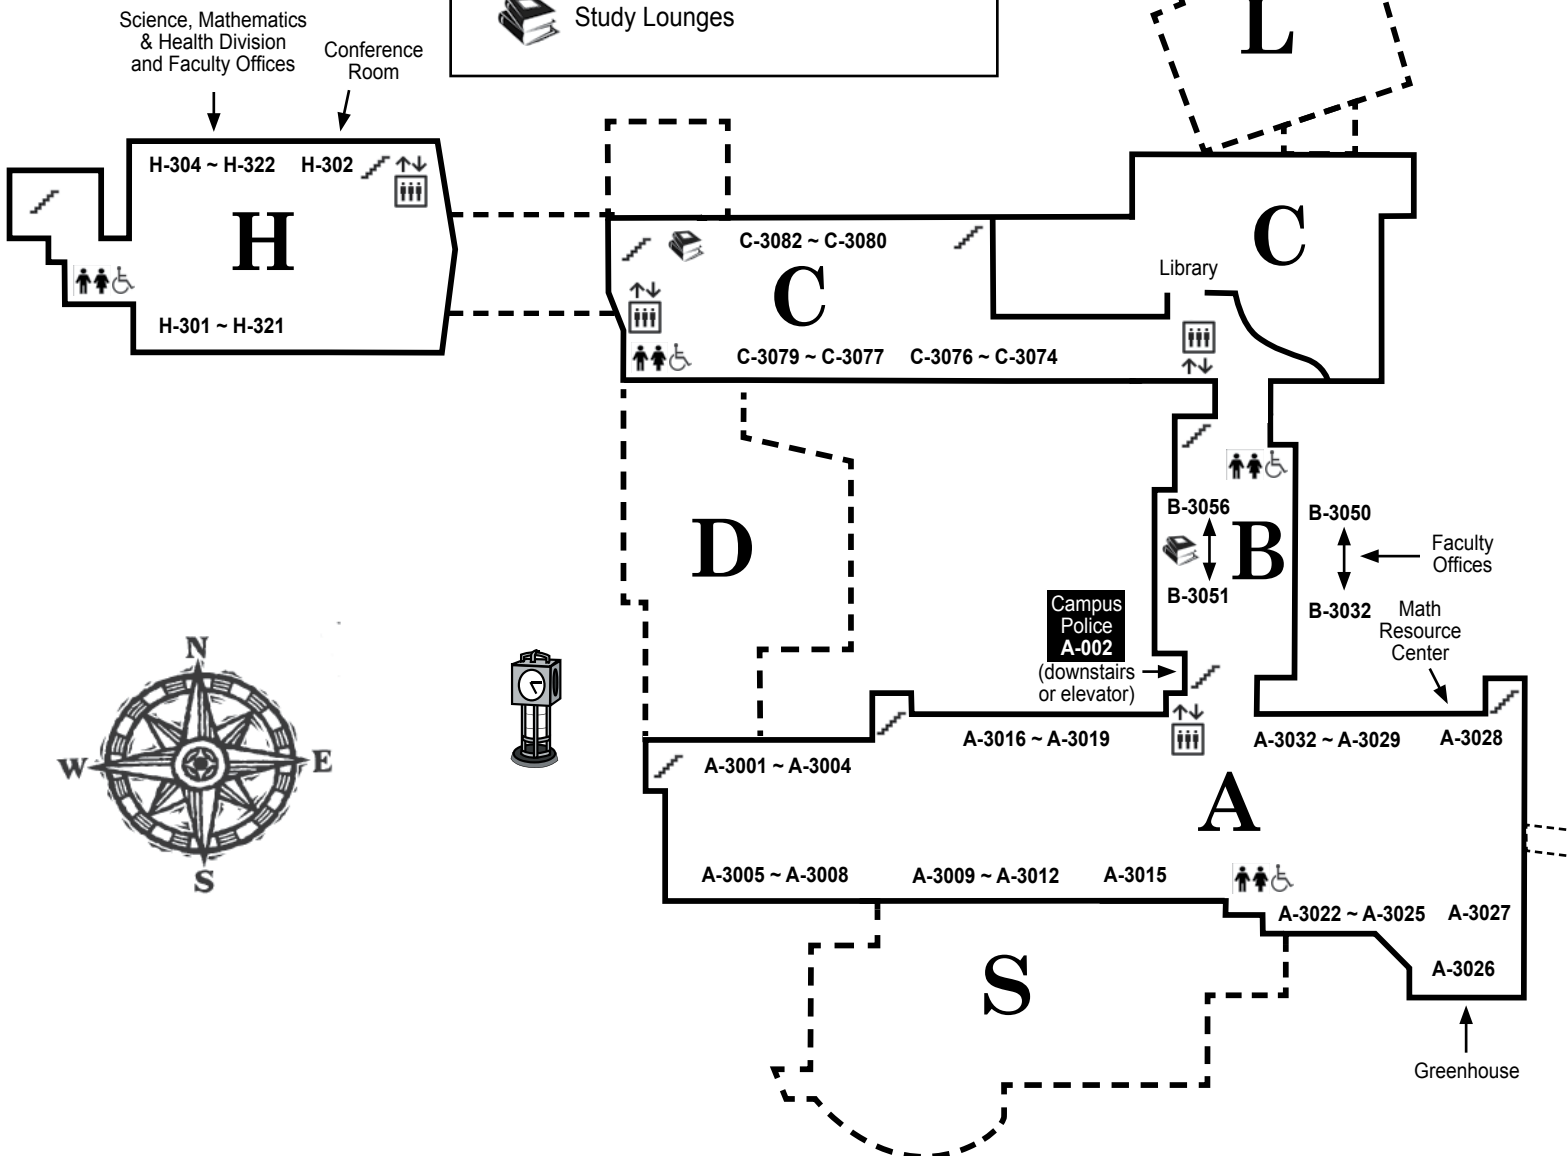 Study Lounges
Science, Mathematics
& Health Division
and Faculty Offices
Conference
Room
L
H-304 ~ H-322
H-302
H
H-301 ~ H-321
C-3082 ~ C-3080
C
C-3079 ~ C-3077
C-3076 ~ C-3074
C
Library
D
B-3056
B-3051
B
B-3050
B-3032
Faculty
Offices
Campus
Police
A-002
(downstairs
or elevator)
Math
Resource
Center
N
W
E
S
A-3001 ~ A-3004
A-3016 ~ A-3019
A-3032 ~ A-3029
A-3028
A
A-3005 ~ A-3008
A-3009 ~ A-3012
A-3015
A-3022 ~ A-3025
A-3027
A-3026
S
Greenhouse